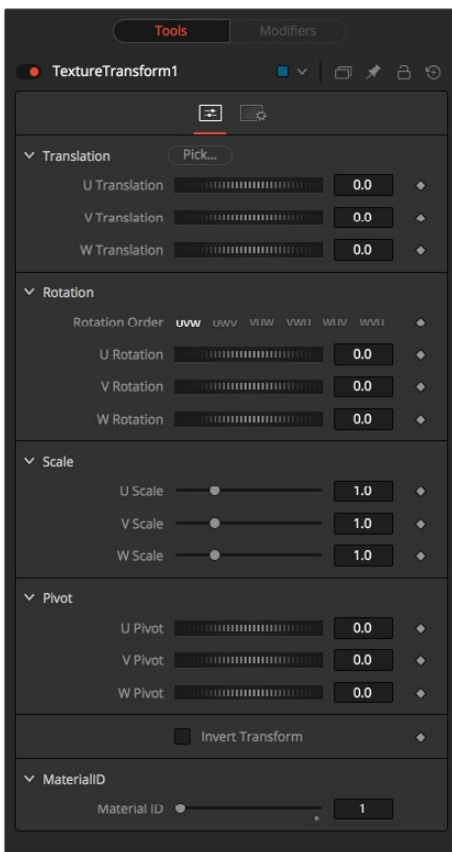 Tools Modifiers
TextureTransform1
Translation Pick...
U Translation 0.0
V Translation 0.0
W Translation 0.0
Rotation
Rotation Order UVW UWV VUW VWU WUV WVU
U Rotation 0.0
V Rotation 0.0
W Rotation 0.0
Scale
U Scale 1.0
V Scale 1.0
W Scale 1.0
Pivot
U Pivot 0.0
V Pivot 0.0
W Pivot 0.0
Invert Transform
MaterialID
Material ID 1